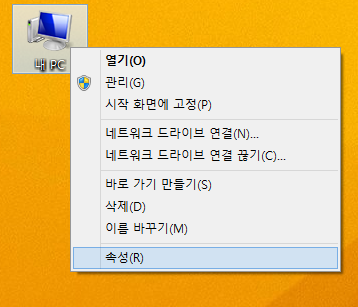 내 PC
열기(O)
관리(G)
시작 화면에 고정(P)
네트워크 드라이브 연결(N)...
네트워크 드라이브 연결 끊기(C)...
바로 가기 만들기(S)
삭제(D)
이름 바꾸기(M)
속성(R)